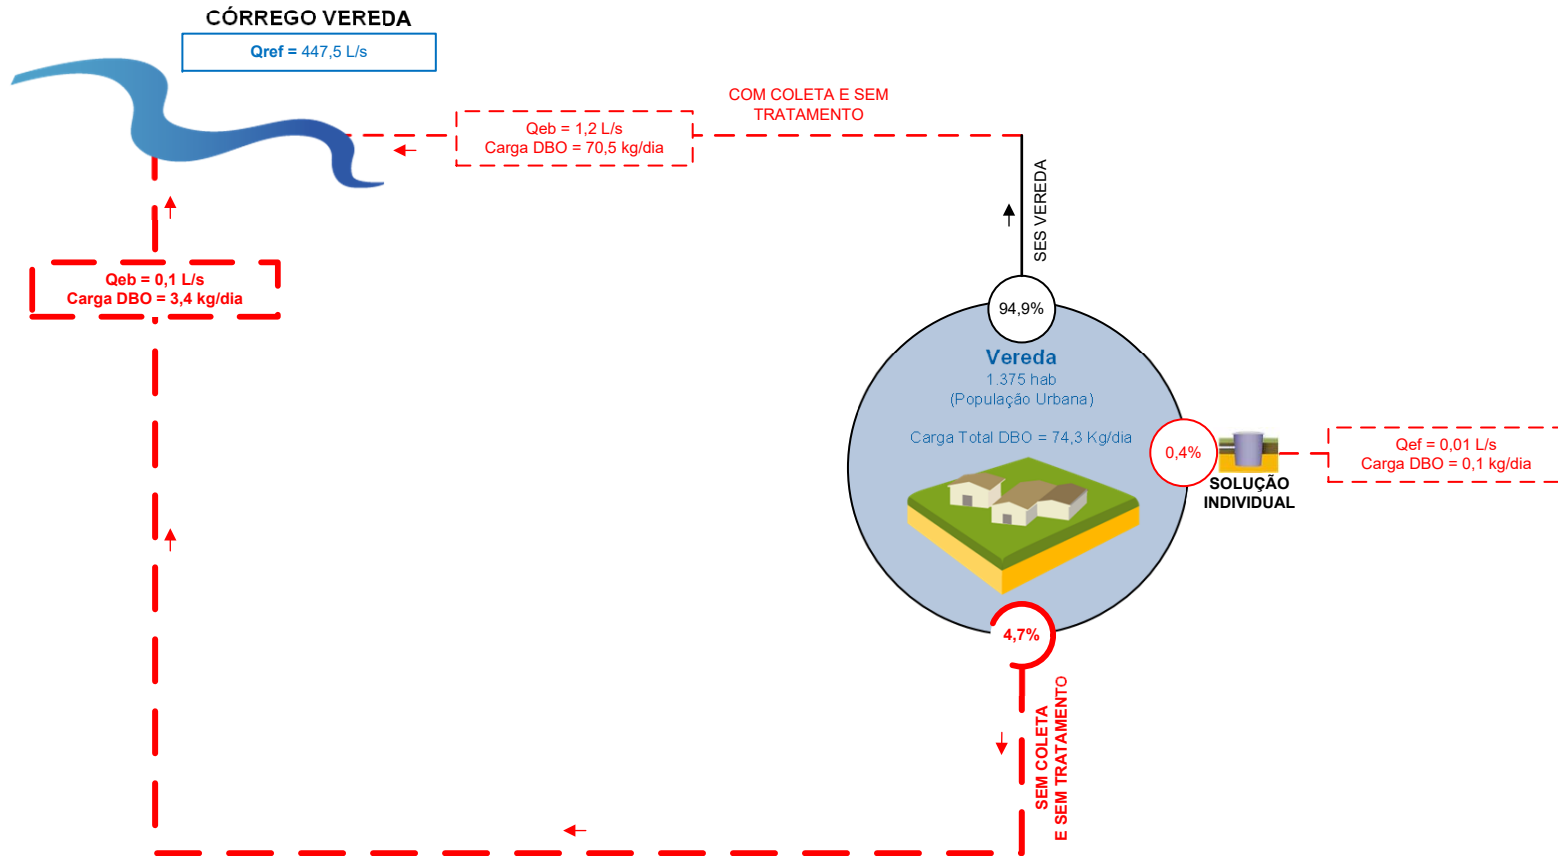 CÓRREGO VEREDA
Qref = 447,5 L/s
COM COLETA E SEM
TRATAMENTO
Qeb = 1,2 L/s
Carga DBO = 70,5 kg/dia
SES VEREDA
Qeb = 0,1 L/s
Carga DBO = 3,4 kg/dia
94,9%
Vereda
1.375 hab
(População Urbana)
Carga Total DBO = 74,3 Kg/dia
0,4%
SOLUÇÃO
INDIVIDUAL
Qef = 0,01 L/s
Carga DBO = 0,1 kg/dia
4,7%
SEM COLETA
E SEM TRATAMENTO